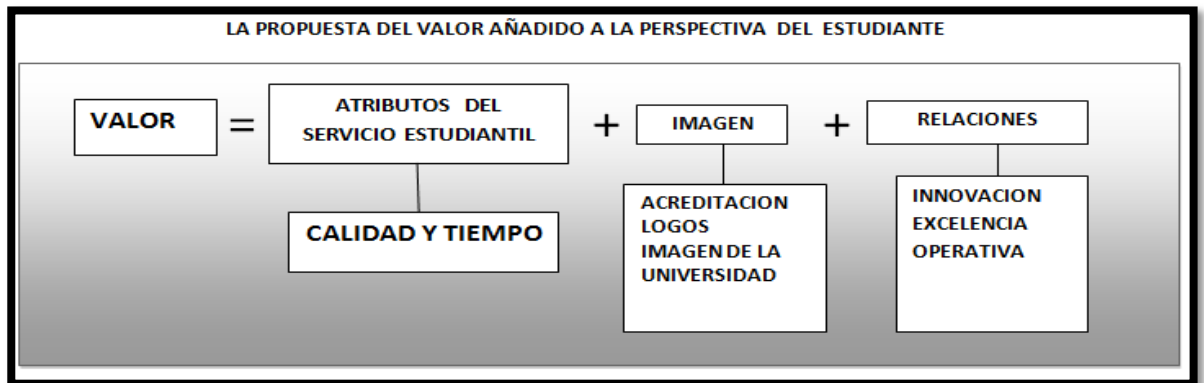 LA PROPUESTA DEL VALOR AÑADIDO A LA PERSPECTIVA DEL ESTUDIANTE
VALOR
=
ATRIBUTOS DEL
SERVICIO ESTUDIANTIL
+
IMAGEN
+
RELACIONES
CALIDAD Y TIEMPO
ACREDITACION
LOGOS
IMAGEN DE LA
UNIVERSIDAD
INNOVACION
EXCELENCIA
OPERATIVA